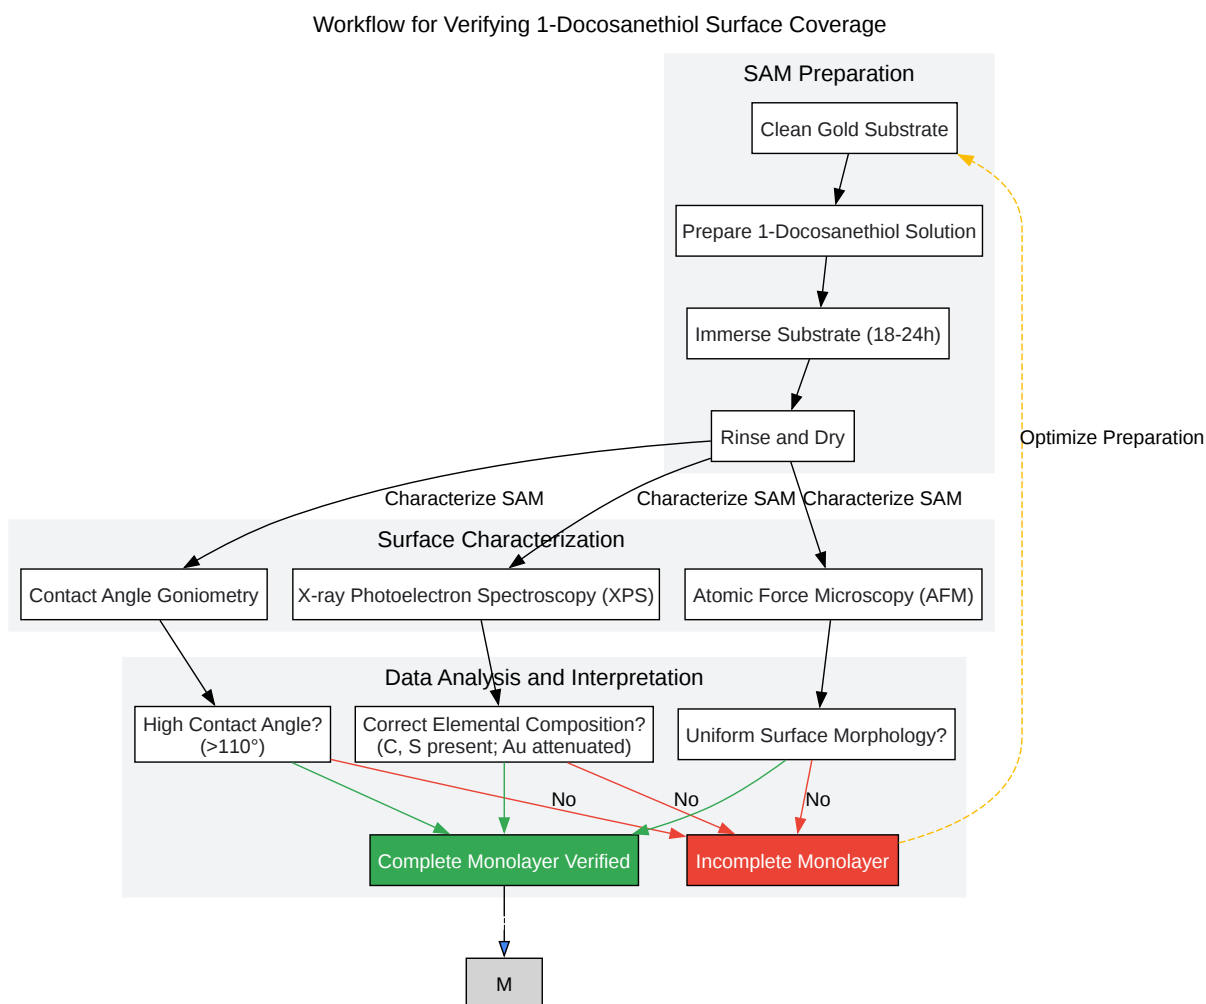 Workflow for Verifying 1-Docosanethiol Surface Coverage
SAM Preparation
Clean Gold Substrate
Prepare 1-Docosanethiol Solution
Immerse Substrate (18-24h)
Rinse and Dry
Optimize Preparation
Characterize SAM
Characterize SAM
Characterize SAM
Surface Characterization
Contact Angle Goniometry
X-ray Photoelectron Spectroscopy (XPS)
Atomic Force Microscopy (AFM)
Data Analysis and Interpretation
High Contact Angle?
(>110°)
Correct Elemental Composition?
(C, S present; Au attenuated)
Uniform Surface Morphology?
No
No
No
Complete Monolayer Verified
Incomplete Monolayer
M